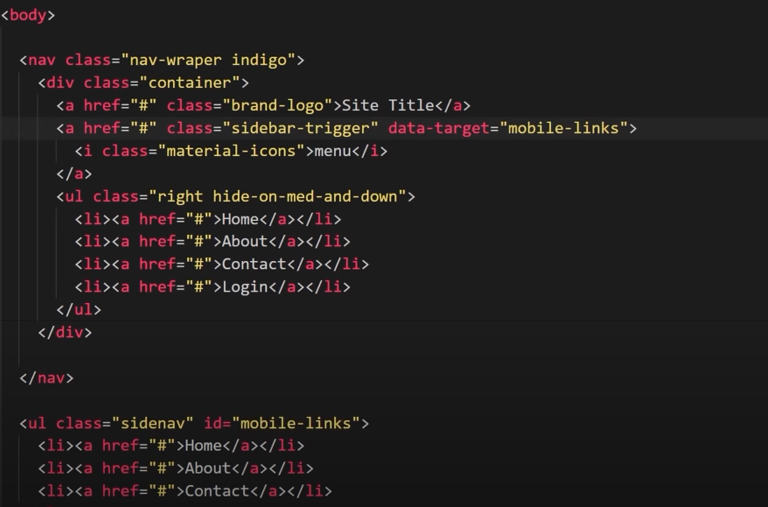 <body>
<nav class="nav-wraper indigo">
<div class="container">
<a href="#" class="brand-logo">Site Title</a>
<a href="#" class="sidebar-trigger" data-target="mobile-links">
<i class="material-icons">menu</i>
</a>
<ul class="right hide-on-med-and-down">
<li><a href="#">Home</a></li>
<li><a href="#">About</a></li>
<li><a href="#">Contact</a></li>
<li><a href="#">Login</a></li>
</ul>
</div>
</nav>
<ul class="sidenav" id="mobile-links">
<li><a href="#">Home</a></li>
<li><a href="#">About</a></li>
<li><a href="#">Contact</a></li>